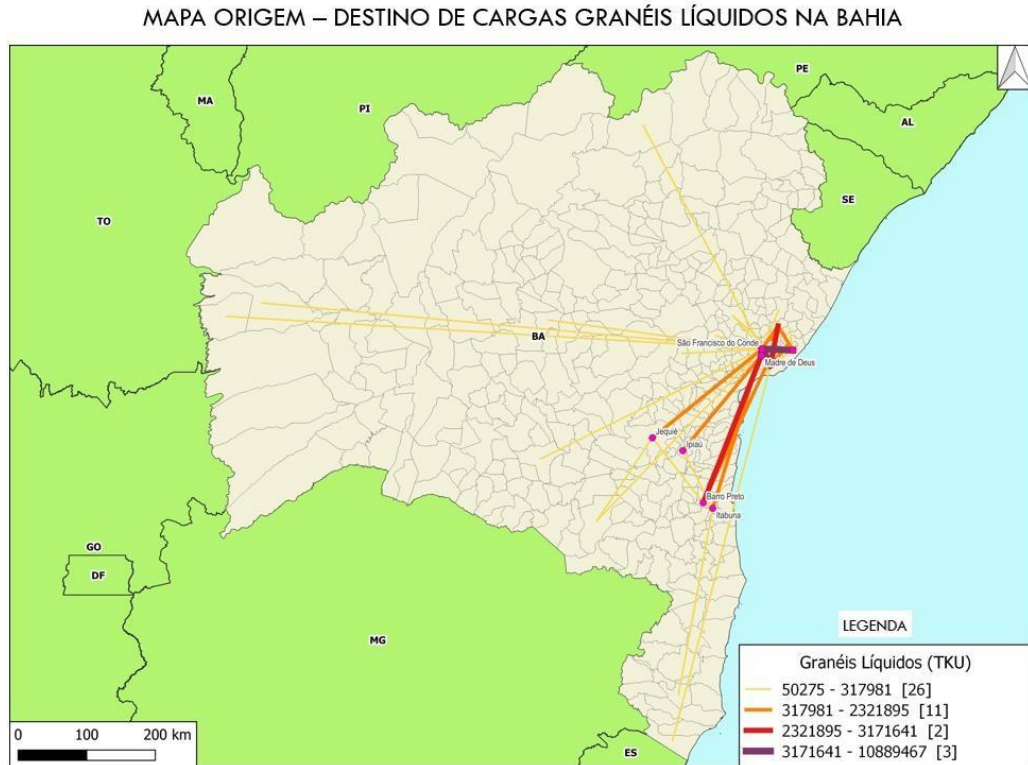 MAPA ORIGEM – DESTINO DE CARGAS GRANÉIS LÍQUIDOS NA BAHIA
PE
MA
PI
AL
SE
TO
BA
São Francisco do Conde
Madre de Deus
Jequié
Ipiaú
Barro Preto
Itabuna
GO
DF
MG
ES
LEGENDA
Granéis Líquidos (TKU)
50275 - 317981 [26]
317981 - 2321895 [11]
2321895 - 3171641 [2]
3171641 - 10889467 [3]
0 100 200 km